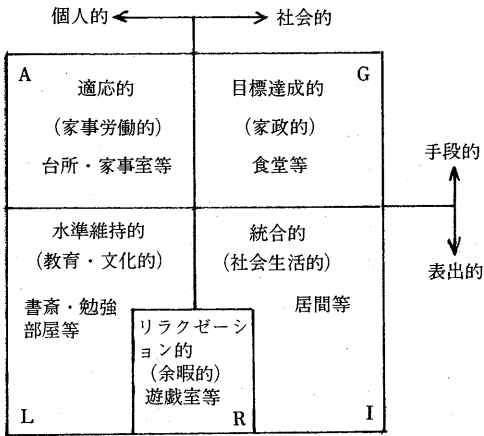 個人的
社会的
A
適応的
(家事労働的)
台所・家事室等
G
目標達成的
(家政的)
食堂等
手段的
表出的
水準維持的
(教育・文化的)
書斎・勉強
部屋等
L
統合的
(社会生活的)
居間等
I
リラクゼーシ
ョン的
(余暇的)
遊戯室等
R